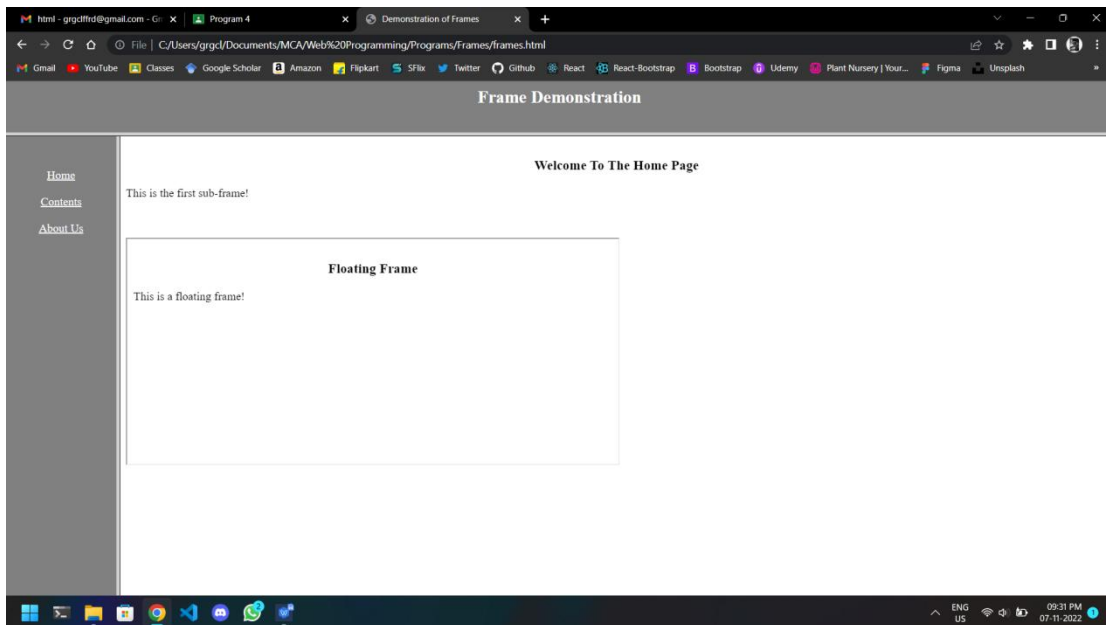 html - grgclffrd@gmail.com - Gr
Program 4
Demonstration of Frames
File | C:/Users/grgcl/Documents/MCA/Web%20Programming/Programs/Frames/frames.html
Gmail YouTube Classes Google Scholar Amazon Flipkart SFlix Twitter Github React React-Bootstrap Bootstrap Udemy Plant Nursery | Your... Figma Unsplash »
Frame Demonstration
Home
Contents
About Us
Welcome To The Home Page
This is the first sub-frame!
Floating Frame
This is a floating frame!
ENG
US
09:31 PM
07-11-2022